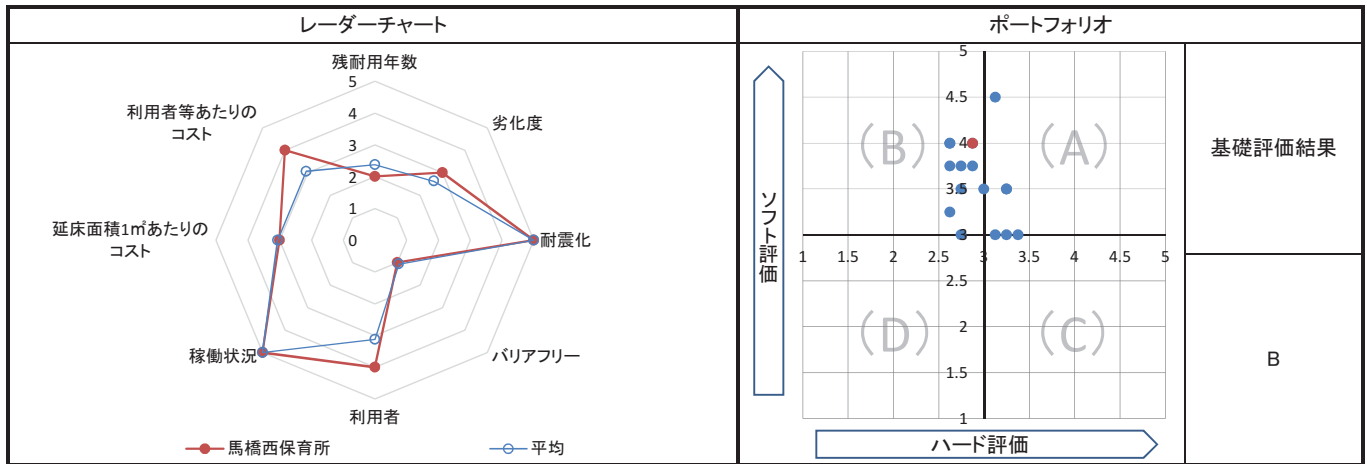 レーダーチャート
残耐用年数
劣化度
耐震化
バリアフリー
利用者
稼働状況
延床面積1㎡あたりの
コスト
利用者等あたりの
コスト
5
4
3
2
1
0
馬橋西保育所
平均
ポートフォリオ
ソフト評価
5
4.5
4
3.5
3
2.5
2
1.5
1
1 1.5 2 2.5 3 3.5 4 4.5 5
(B)
(A)
(D)
(C)
ハード評価
基礎評価結果
B